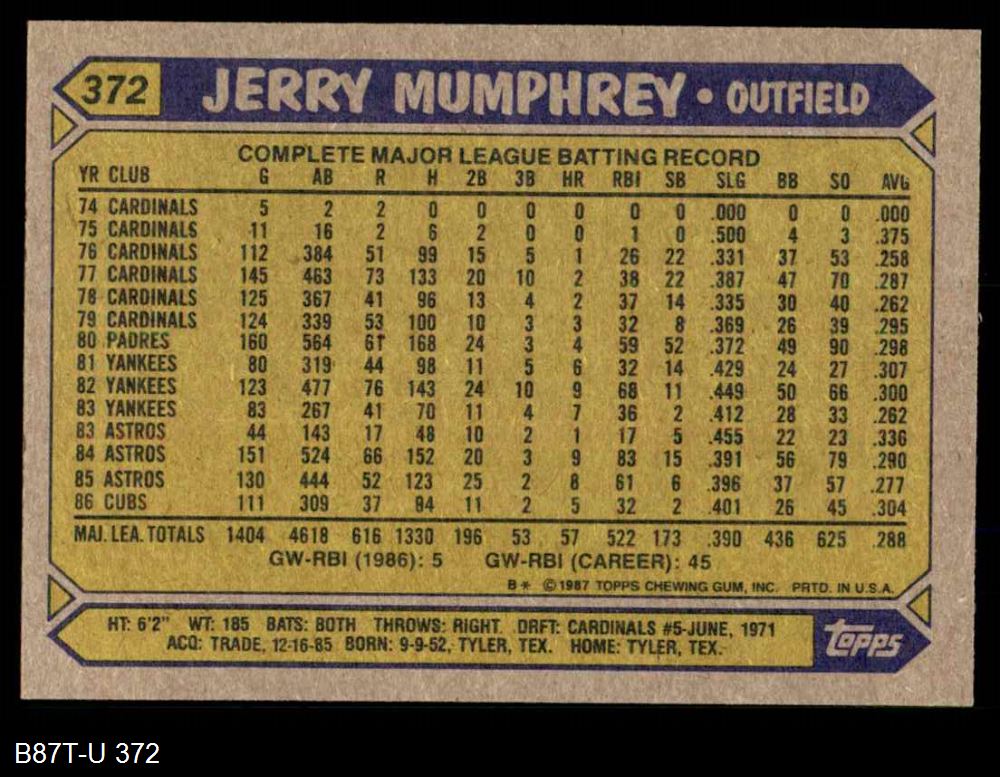 372 JERRY MUMPHREY • OUTFIELD
COMPLETE MAJOR LEAGUE BATTING RECORD
YR CLUB G AB R H 2B 3B HR RBI SB SLG BB SO AVG
74 CARDINALS 5 2 2 0 0 0 0 0 0 .000 0 0 .000
75 CARDINALS 11 16 2 6 2 0 0 1 0 .500 4 3 .375
76 CARDINALS 112 384 51 99 15 5 1 26 22 .331 37 53 .258
77 CARDINALS 145 463 73 133 20 10 2 38 22 .387 47 70 .287
78 CARDINALS 125 367 41 96 13 4 2 37 14 .335 30 40 .262
79 CARDINALS 124 339 53 100 10 3 3 32 8 .369 26 39 .295
80 PADRES 160 564 61 168 24 3 4 59 52 .372 49 90 .298
81 YANKEES 80 319 44 98 11 5 6 32 14 .429 24 27 .307
82 YANKEES 123 477 76 143 24 10 9 68 11 .449 50 66 .300
83 YANKEES 83 267 41 70 11 4 7 36 2 .412 28 33 .262
83 ASTROS 44 143 17 48 10 2 1 17 5 .455 22 23 .336
84 ASTROS 151 524 66 152 20 3 9 83 15 .391 56 79 .290
85 ASTROS 130 444 52 123 25 2 8 61 6 .396 37 57 .277
86 CUBS 111 309 37 94 11 2 5 32 2 .401 26 45 .304
MAJ. LEA. TOTALS 1404 4618 616 1330 196 53 57 522 173 .390 436 625 .288
GW-RBI (1986): 5 GW-RBI (CAREER): 45
B* ©1987 TOPPS CHEWING GUM, INC. PRTD. IN U.S.A.
HT: 6'2" WT: 185 BATS: BOTH THROWS: RIGHT DRFT: CARDINALS #5-JUNE, 1971
ACQ: TRADE, 12-16-85 BORN: 9-9-52, TYLER, TEX. HOME: TYLER, TEX.
topps
B87T-U 372